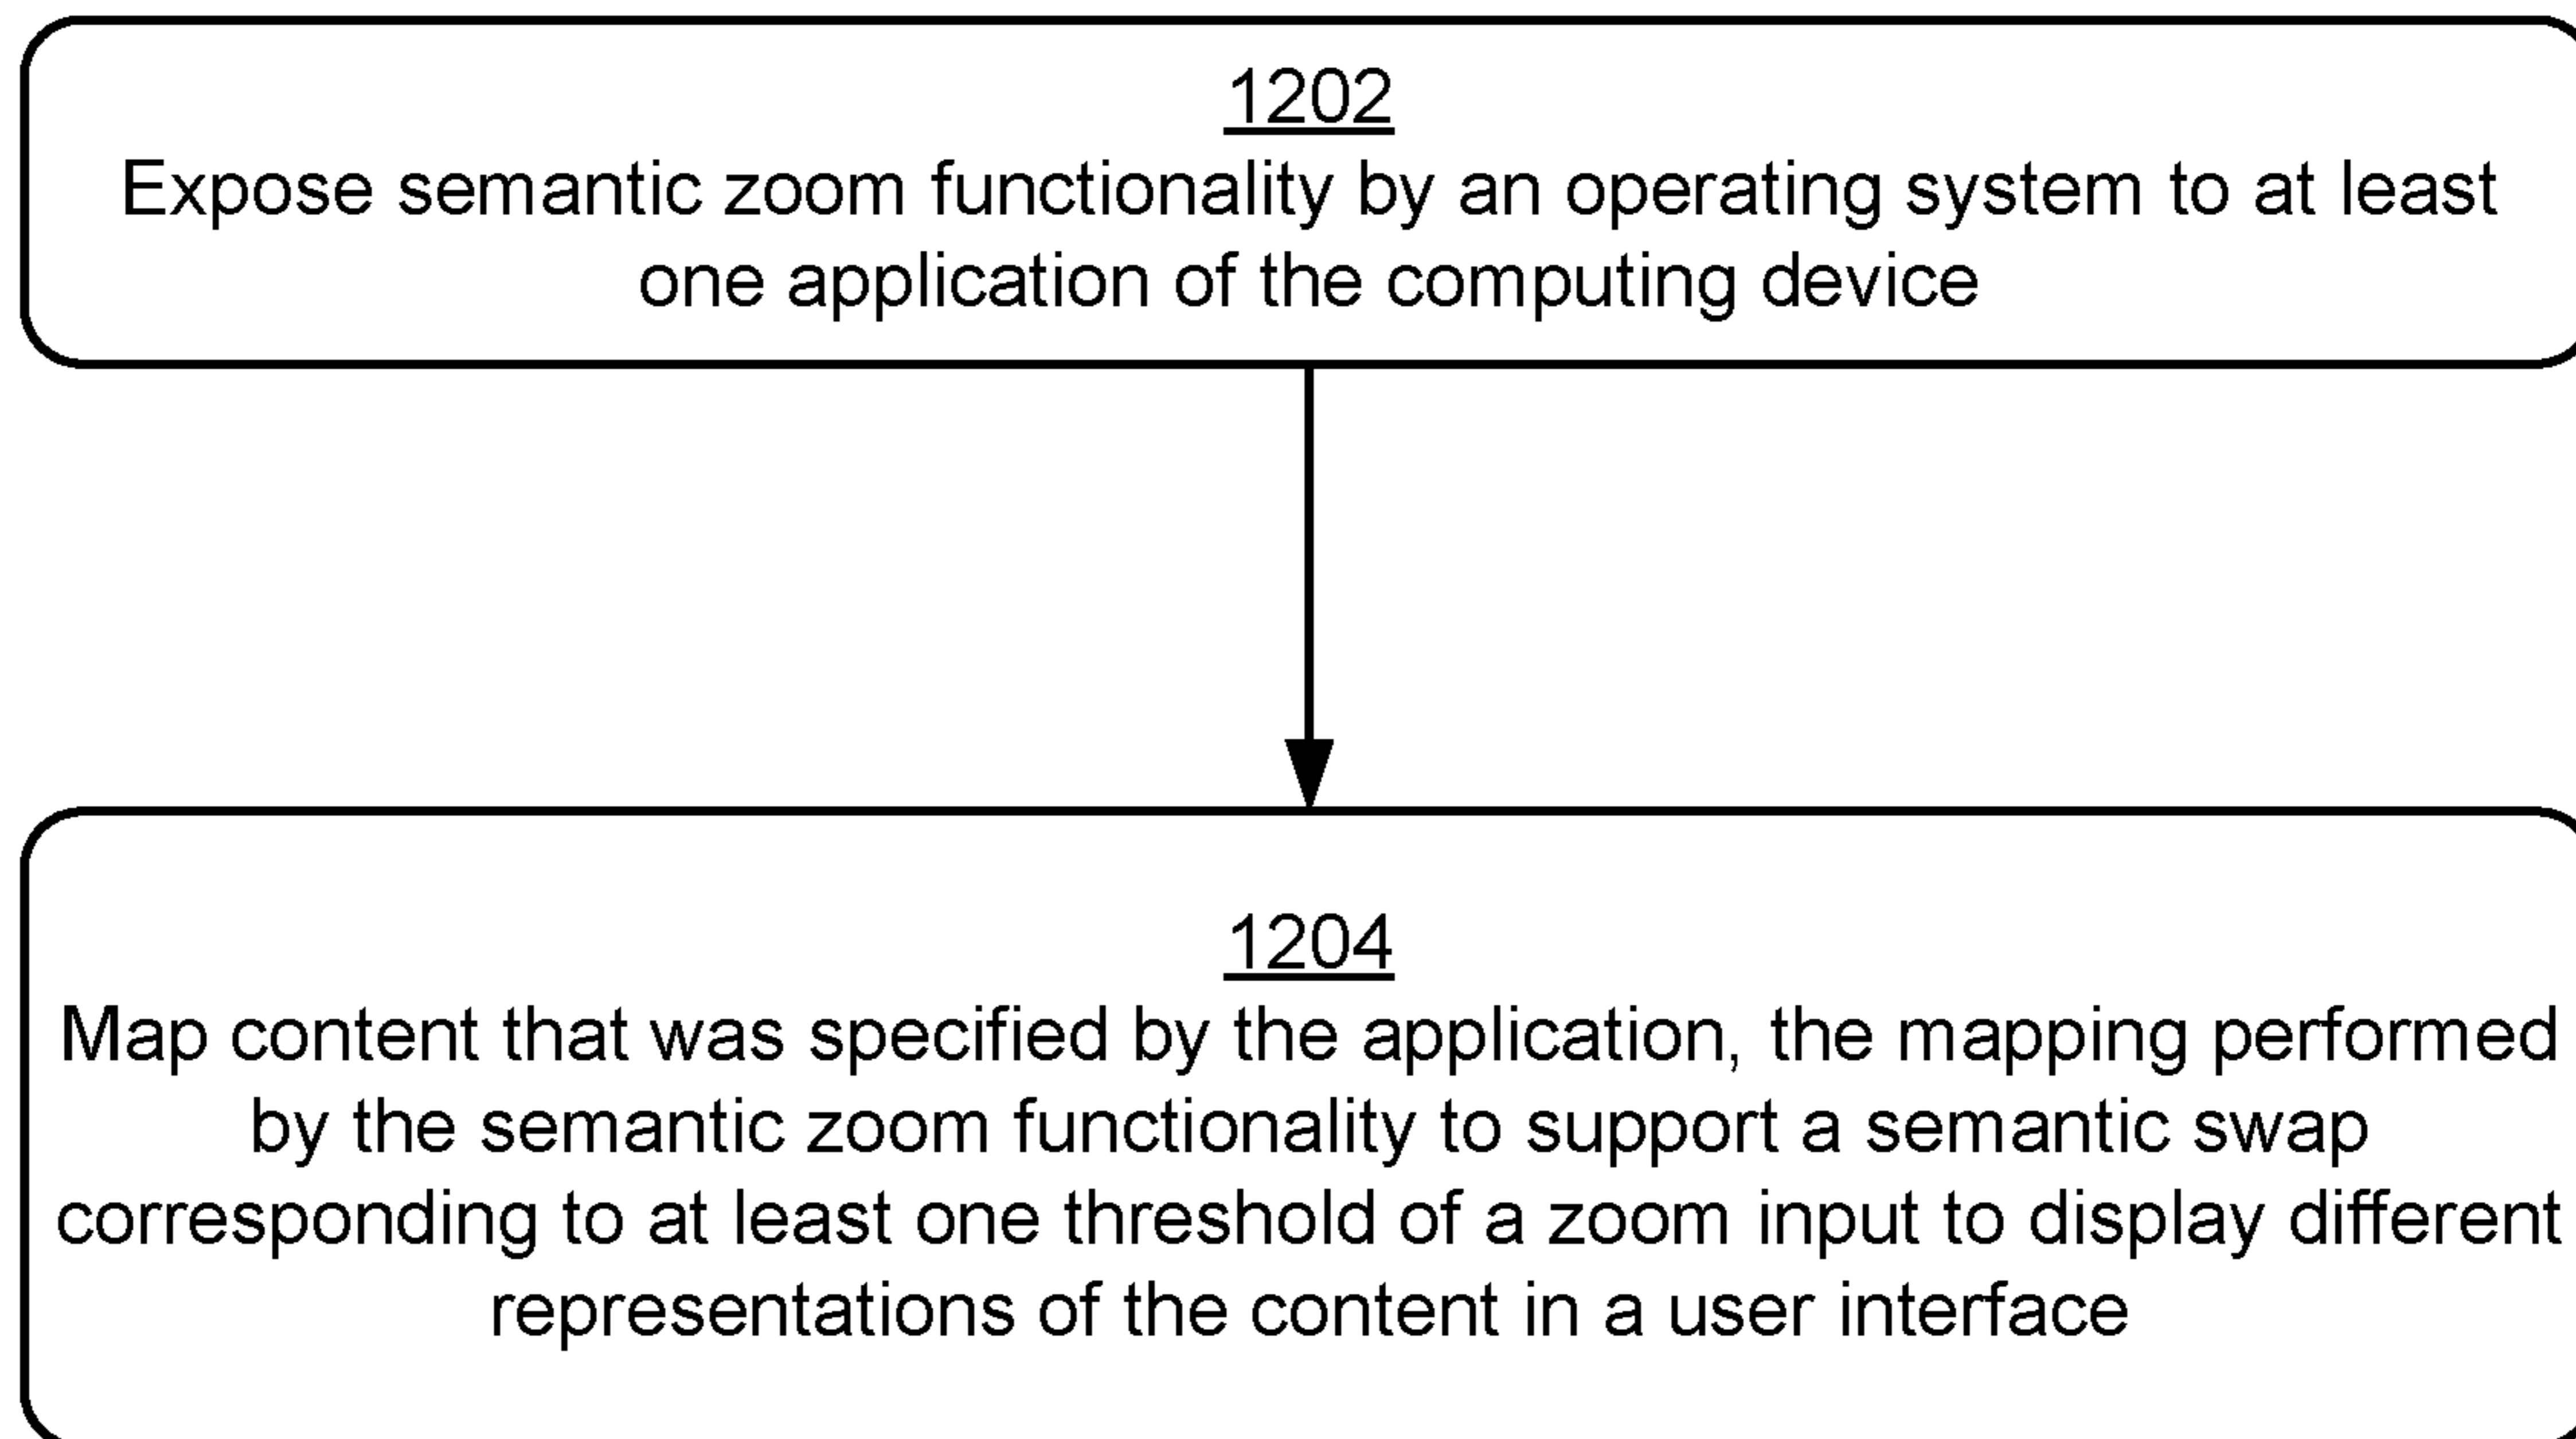 1202
Expose semantic zoom functionality by an operating system to at least
one application of the computing device
1204
Map content that was specified by the application, the mapping performed
by the semantic zoom functionality to support a semantic swap
corresponding to at least one threshold of a zoom input to display different
representations of the content in a user interface